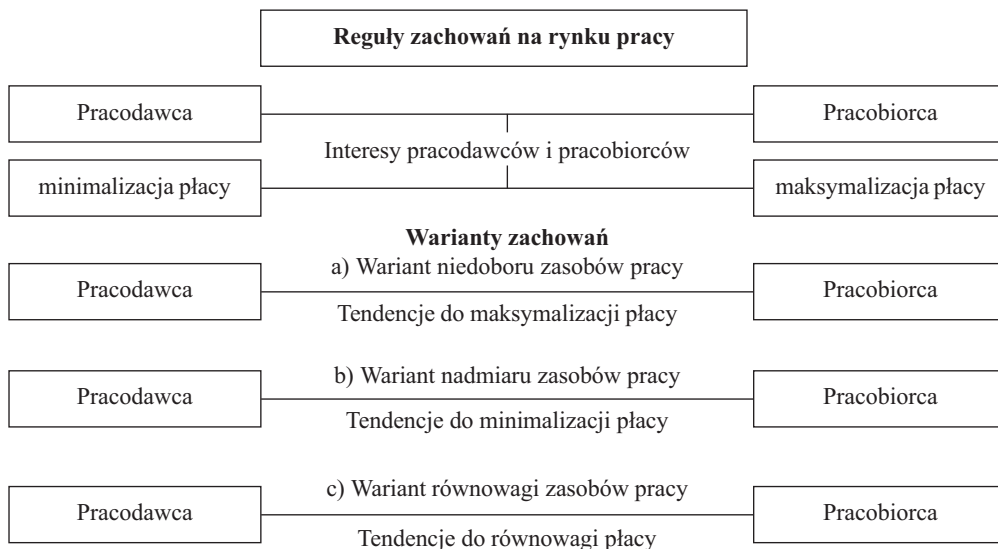 Reguły zachowań na rynku pracy
Pracodawca
Pracobiorca
Interesy pracodawców i pracobiorców
minimalizacja płacy
maksymalizacja płacy
Warianty zachowań
a) Wariant niedoboru zasobów pracy
Pracodawca
Pracobiorca
Tendencje do maksymalizacji płacy
b) Wariant nadmiaru zasobów pracy
Pracodawca
Pracobiorca
Tendencje do minimalizacji płacy
c) Wariant równowagi zasobów pracy
Pracodawca
Pracobiorca
Tendencje do równowagi płacy